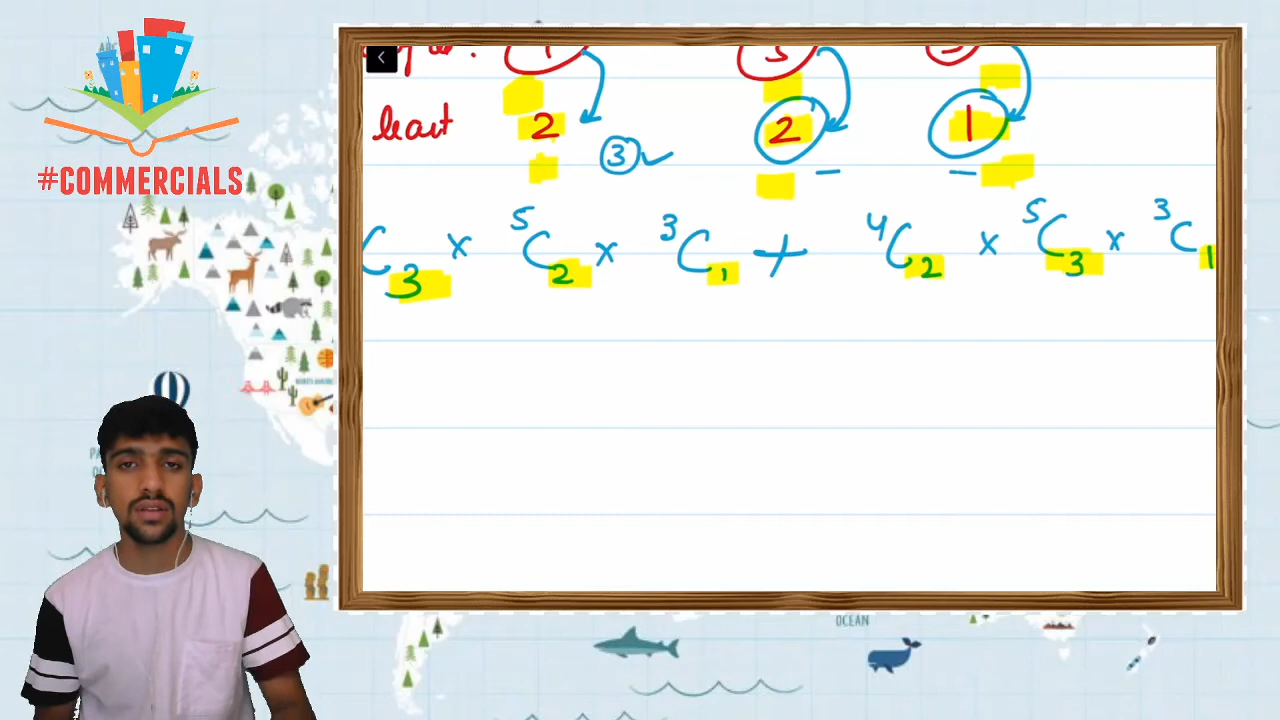 #COMMERCIALS
least 2 ③✓ 2 1
C₃ × ⁵C₂ × ³C₁ + ⁴C₂ × ⁵C₃ × ³C₁
OCEAN